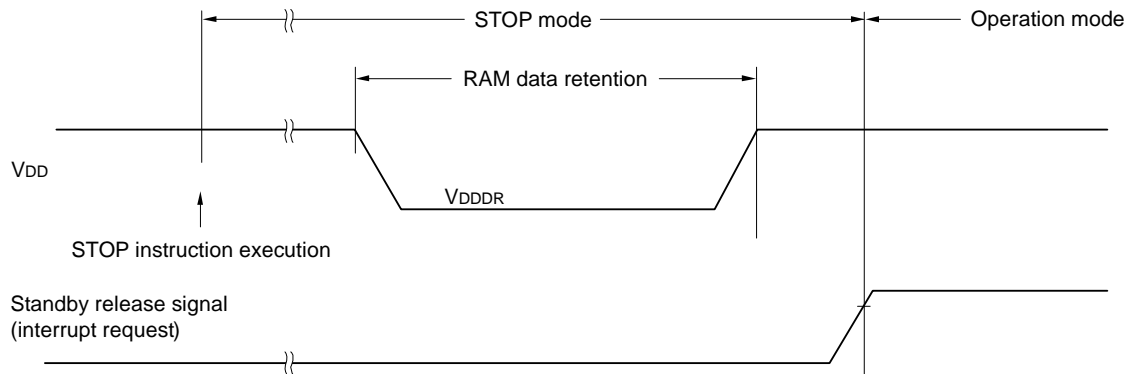 STOP mode
Operation mode
RAM data retention
VDD
VDDDR
STOP instruction execution
Standby release signal
(interrupt request)